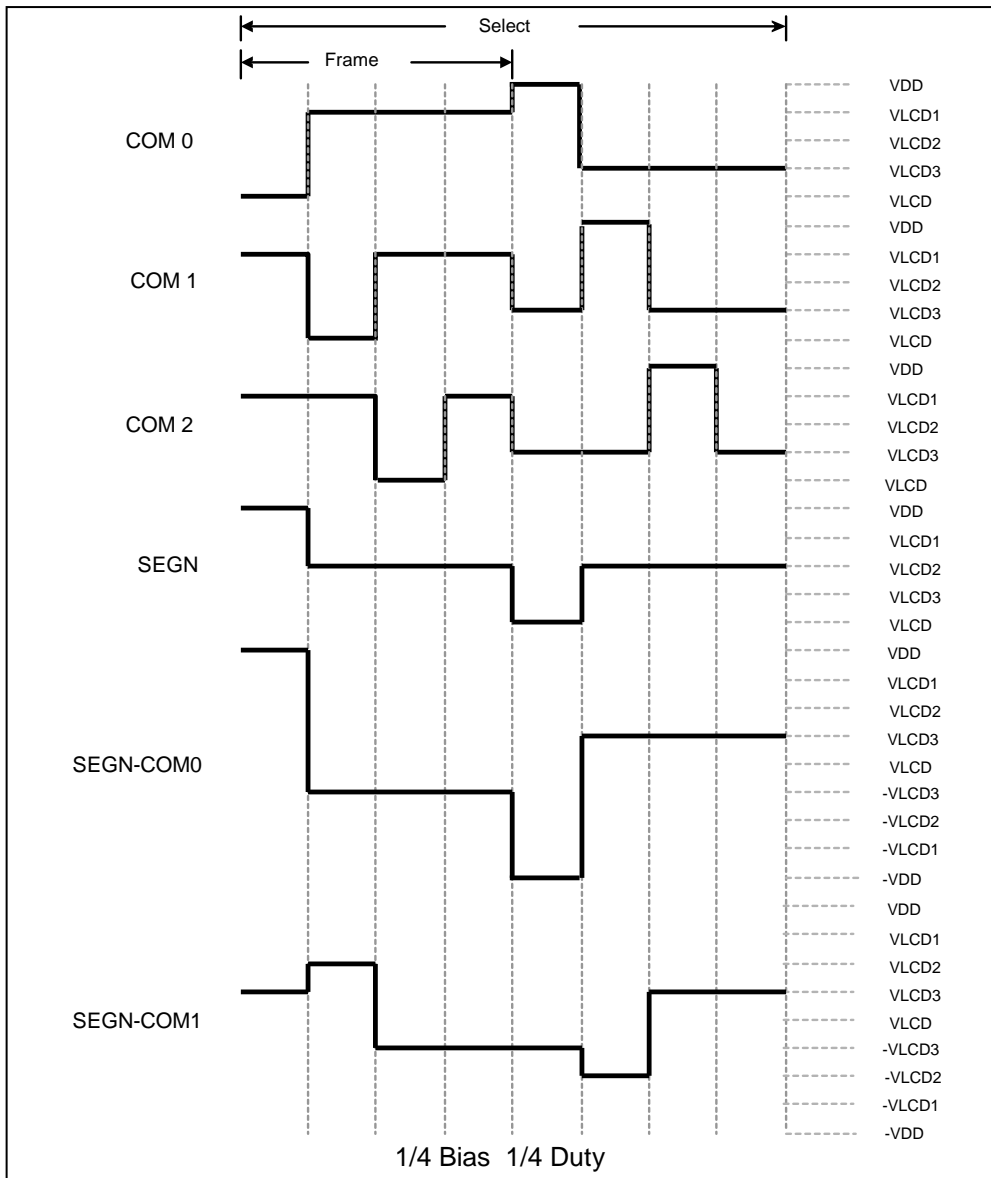 Select
Frame
COM 0
VDD
VLCD1
VLCD2
VLCD3
VLCD
COM 1
VDD
VLCD1
VLCD2
VLCD3
VLCD
COM 2
VDD
VLCD1
VLCD2
VLCD3
VLCD
SEGN
VDD
VLCD1
VLCD2
VLCD3
VLCD
SEGN-COM0
VDD
VLCD1
VLCD2
VLCD3
VLCD
-VLCD3
-VLCD2
-VLCD1
-VDD
SEGN-COM1
VDD
VLCD1
VLCD2
VLCD3
VLCD
-VLCD3
-VLCD2
-VLCD1
-VDD
1/4 Bias 1/4 Duty